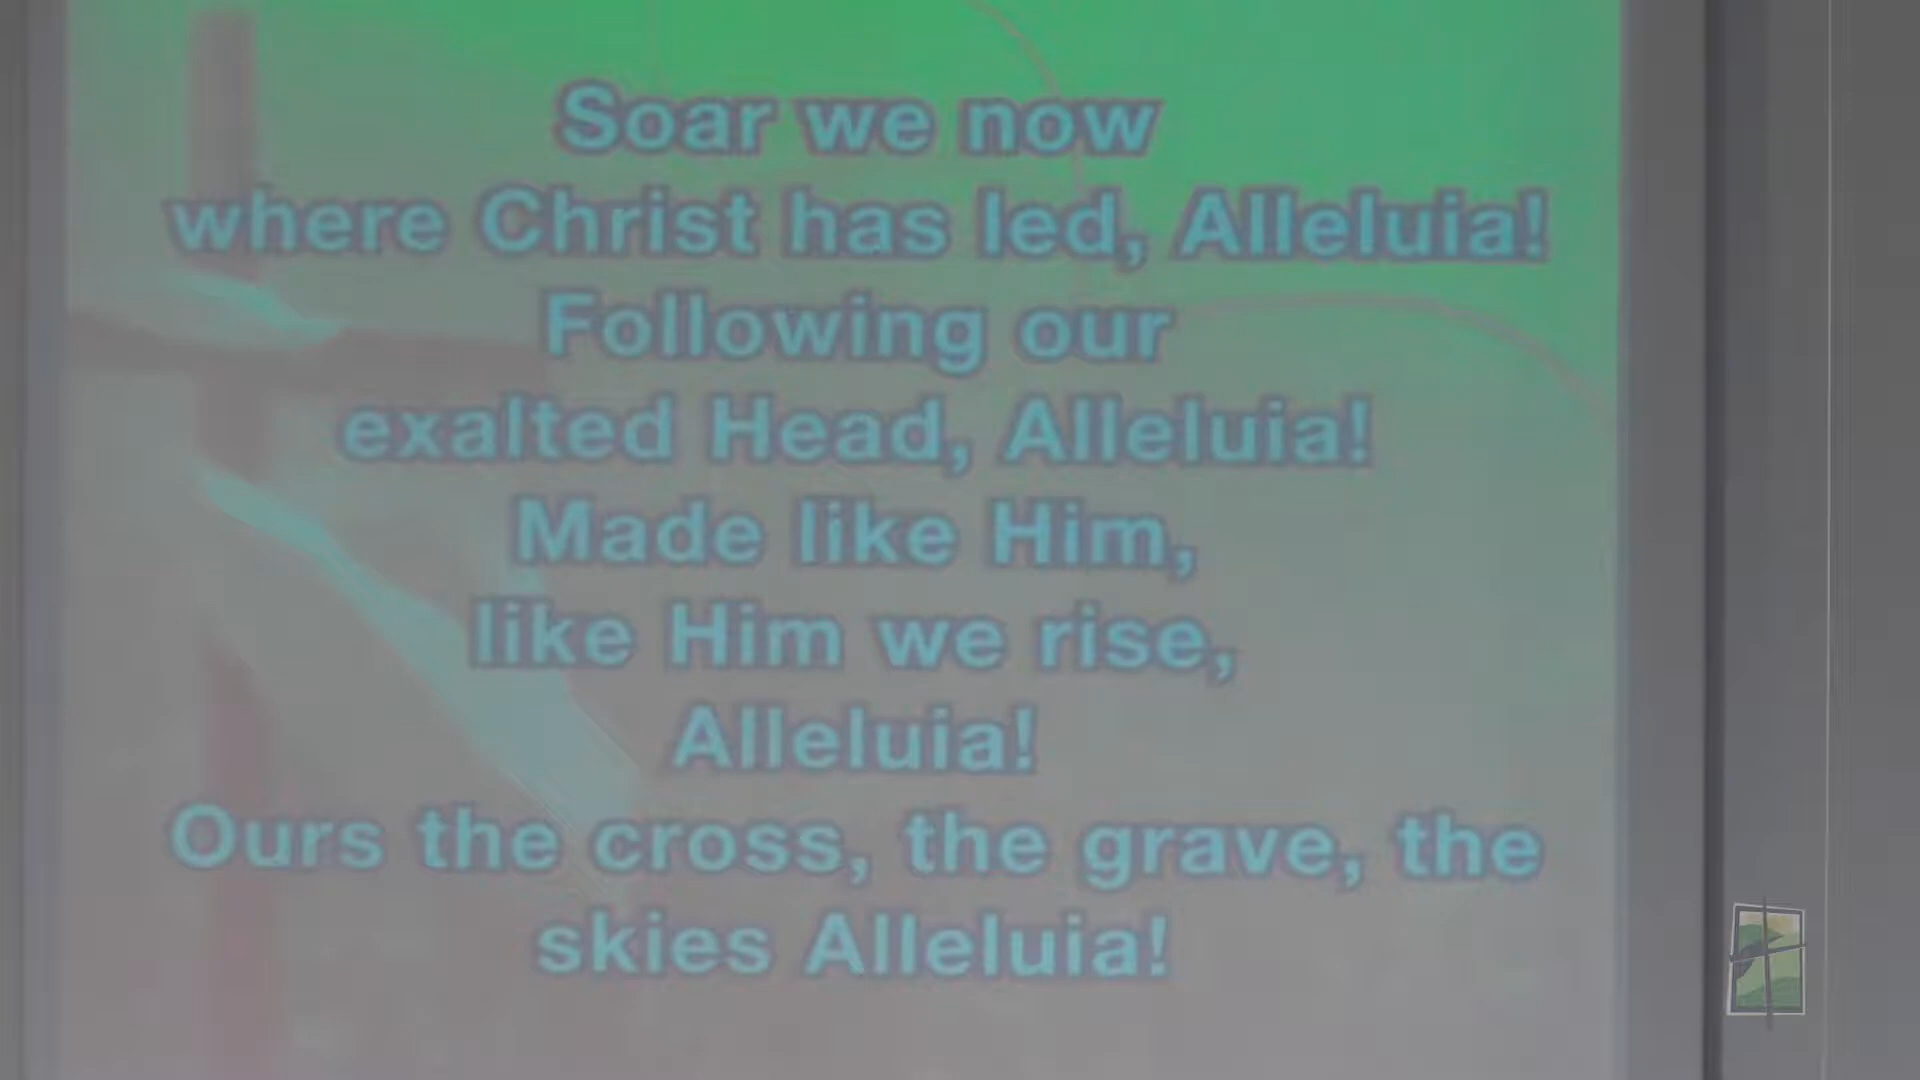 Soar we now
where Christ has led, Alleluia!
Following our
exalted Head, Alleluia!
Made like Him,
like Him we rise,
Alleluia!
Ours the cross, the grave, the
skies Alleluia!